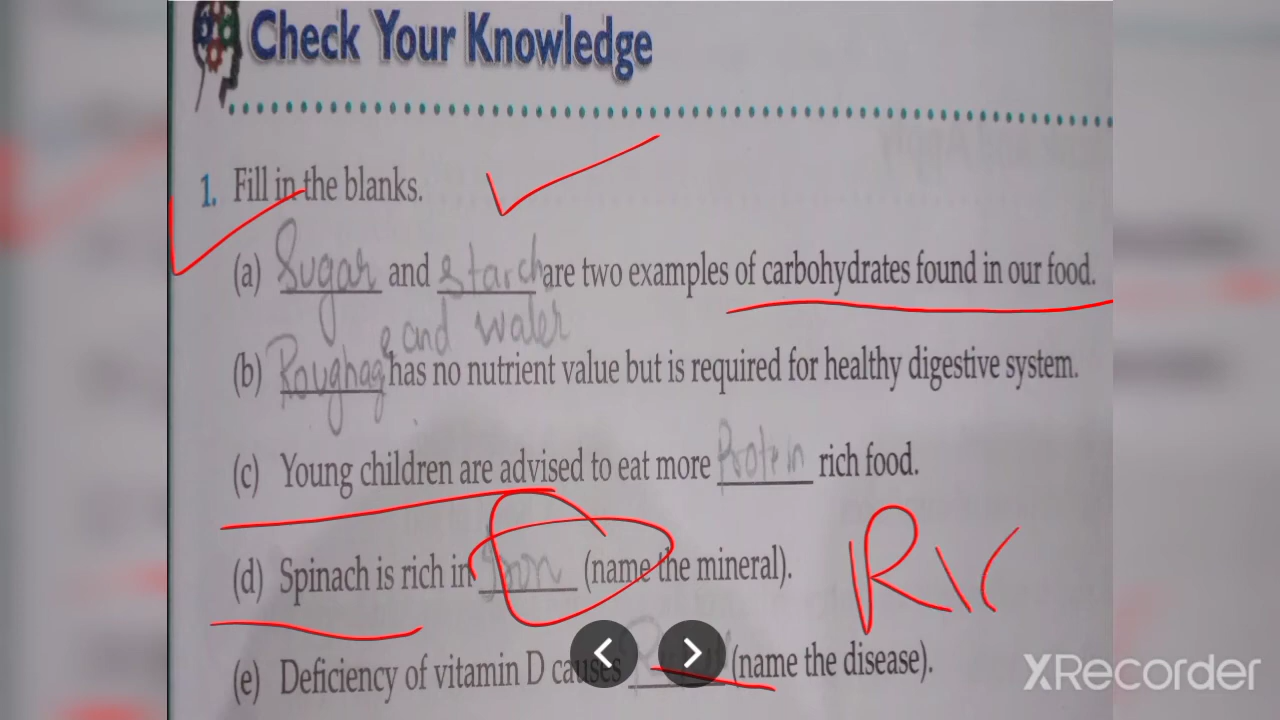 Check Your Knowledge
1. Fill in the blanks.
(a) Sugar and starch are two examples of carbohydrates found in our food.
e and water
(b) Roughag has no nutrient value but is required for healthy digestive system.
(c) Young children are advised to eat more Protein rich food.
(d) Spinach is rich in Iron (name the mineral).
RIC
(e) Deficiency of vitamin D causes (name the disease).
XRecorder